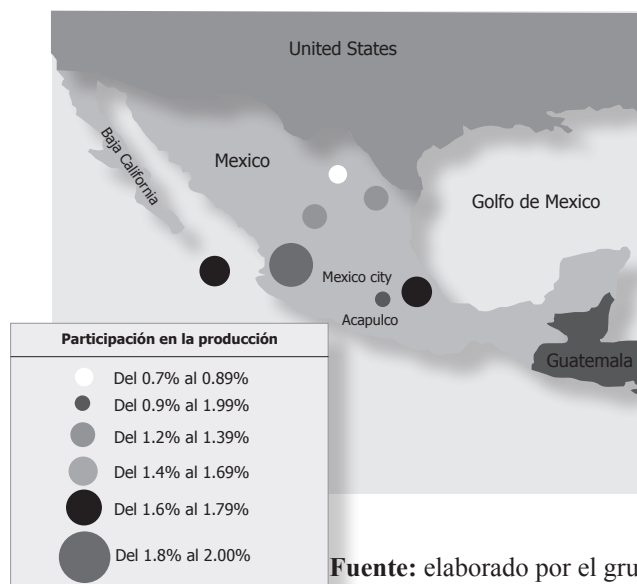 United States
Baja California
Mexico
Golfo de Mexico
Mexico city
Acapulco
Guatemala
Participación en la producción
Del 0.7% al 0.89%
Del 0.9% al 1.99%
Del 1.2% al 1.39%
Del 1.4% al 1.69%
Del 1.6% al 1.79%
Del 1.8% al 2.00%
Fuente: elaborado por el gru